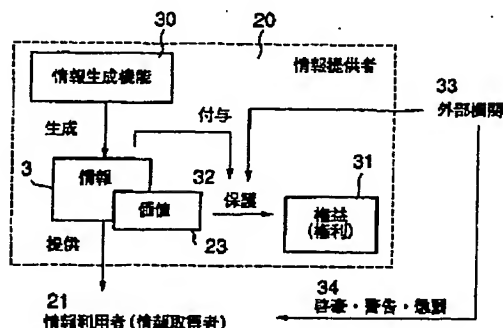 30
20
情報生成機能
情報提供者
33
外部機関
生成
付与
3
情報
32
31
価値
保護
権益
(権利)
23
提供
34
啓蒙・警告・懲罰
21
情報利用者(情報取得者)